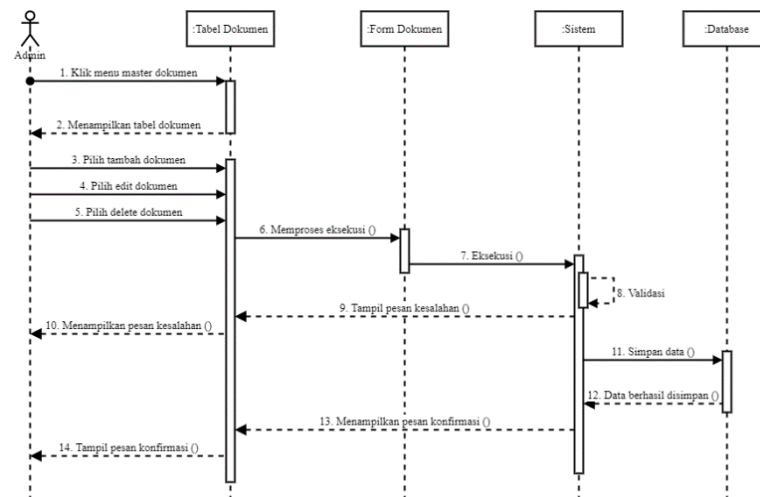 :Tabel Dokumen
:Form Dokumen
:Sistem
:Database
Admin
1. Klik menu master dokumen
2. Menampilkan tabel dokumen
3. Pilih tambah dokumen
4. Pilih edit dokumen
5. Pilih delete dokumen
6. Memproses eksekusi ()
7. Eksekusi ()
8. Validasi
9. Tampil pesan kesalahan ()
10. Menampilkan pesan kesalahan ()
11. Simpan data ()
12. Data berhasil disimpan ()
13. Menampilkan pesan konfirmasi ()
14. Tampil pesan konfirmasi ()